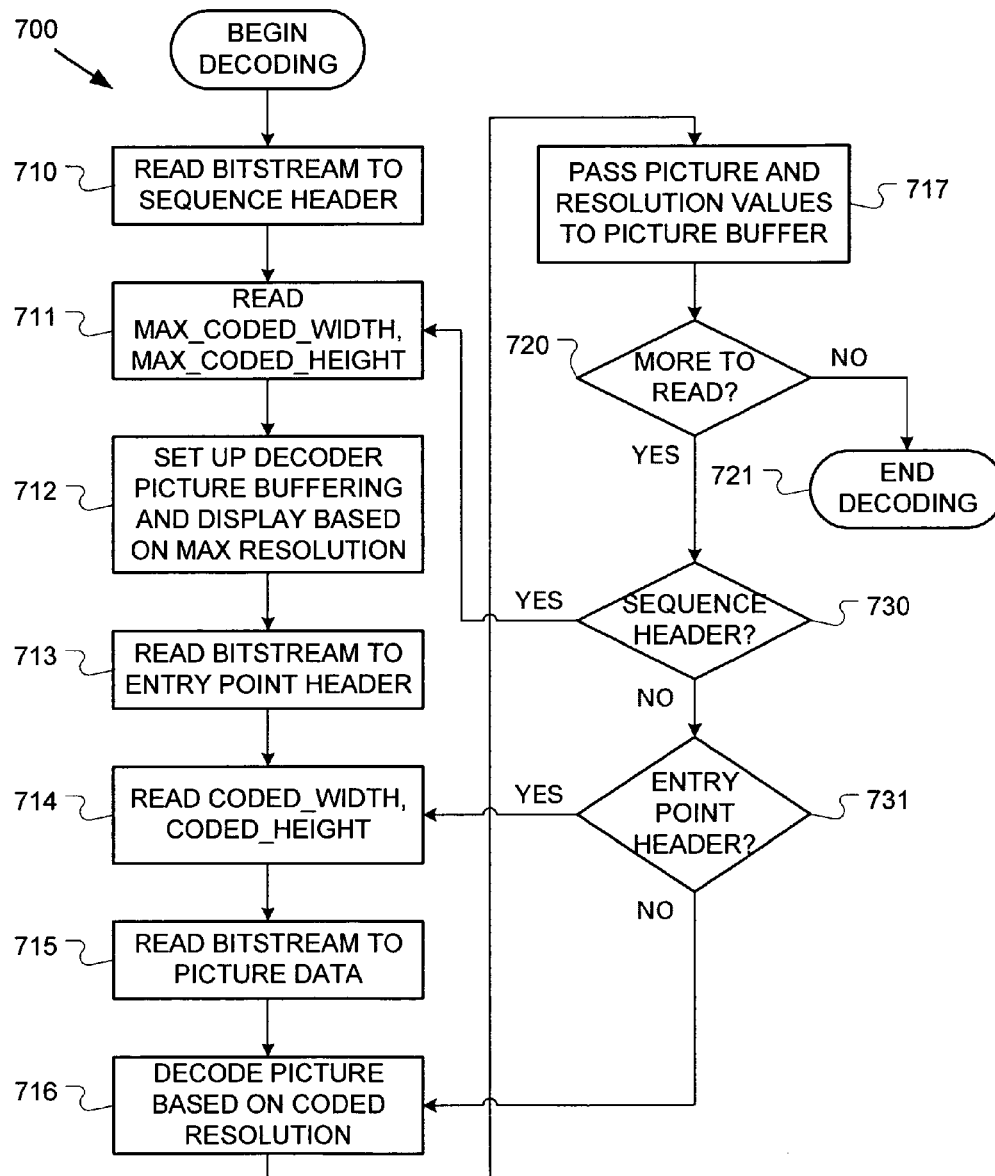 700
BEGIN
DECODING
710
READ BITSTREAM TO
SEQUENCE HEADER
711
READ
MAX_CODED_WIDTH,
MAX_CODED_HEIGHT
712
SET UP DECODER
PICTURE BUFFERING
AND DISPLAY BASED
ON MAX RESOLUTION
713
READ BITSTREAM TO
ENTRY POINT HEADER
714
READ CODED_WIDTH,
CODED_HEIGHT
715
READ BITSTREAM TO
PICTURE DATA
716
DECODE PICTURE
BASED ON CODED
RESOLUTION
PASS PICTURE AND
RESOLUTION VALUES
TO PICTURE BUFFER
717
720
MORE TO
READ?
NO
YES
721
END
DECODING
YES
SEQUENCE
HEADER?
730
NO
YES
ENTRY
POINT
HEADER?
731
NO